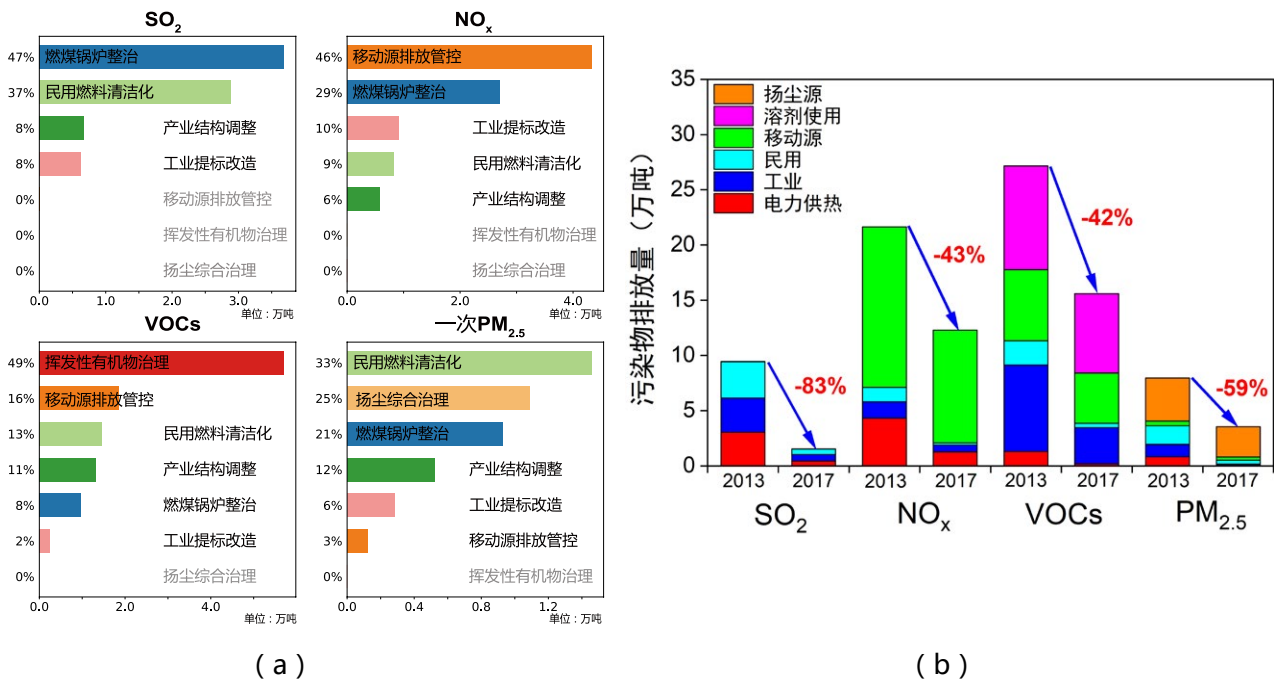 SO2
47% 燃煤锅炉整治
37% 民用燃料清洁化
8% 产业结构调整
8% 工业提标改造
0% 移动源排放管控
0% 挥发性有机物治理
0% 扬尘综合治理
0.0 1.0 2.0 3.0
单位：万吨
NOx
46% 移动源排放管控
29% 燃煤锅炉整治
10% 工业提标改造
9% 民用燃料清洁化
6% 产业结构调整
0% 挥发性有机物治理
0% 扬尘综合治理
0.0 2.0 4.0
单位：万吨
VOCs
49% 挥发性有机物治理
16% 移动源排放管控
13% 民用燃料清洁化
11% 产业结构调整
8% 燃煤锅炉整治
2% 工业提标改造
0% 扬尘综合治理
0.0 2.0 4.0
单位：万吨
一次PM2.5
33% 民用燃料清洁化
25% 扬尘综合治理
21% 燃煤锅炉整治
12% 产业结构调整
6% 工业提标改造
3% 移动源排放管控
0% 挥发性有机物治理
0.0 0.4 0.8 1.2
单位：万吨
（a）
污染物排放量（万吨）
35
30
25
20
15
10
5
0
扬尘源
溶剂使用
移动源
民用
工业
电力供热
-83%
-43%
-42%
-59%
2013 2017 2013 2017 2013 2017 2013 2017
SO2 NOx VOCs PM2.5
（b）